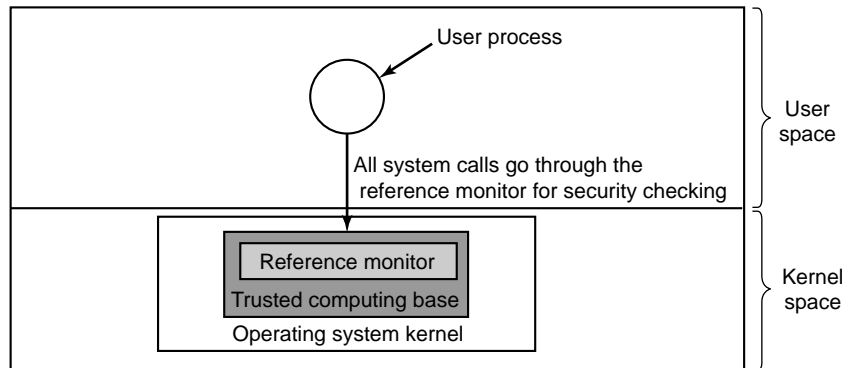 User process
User
space
All system calls go through the
reference monitor for security checking
Reference monitor
Trusted computing base
Operating system kernel
Kernel
space